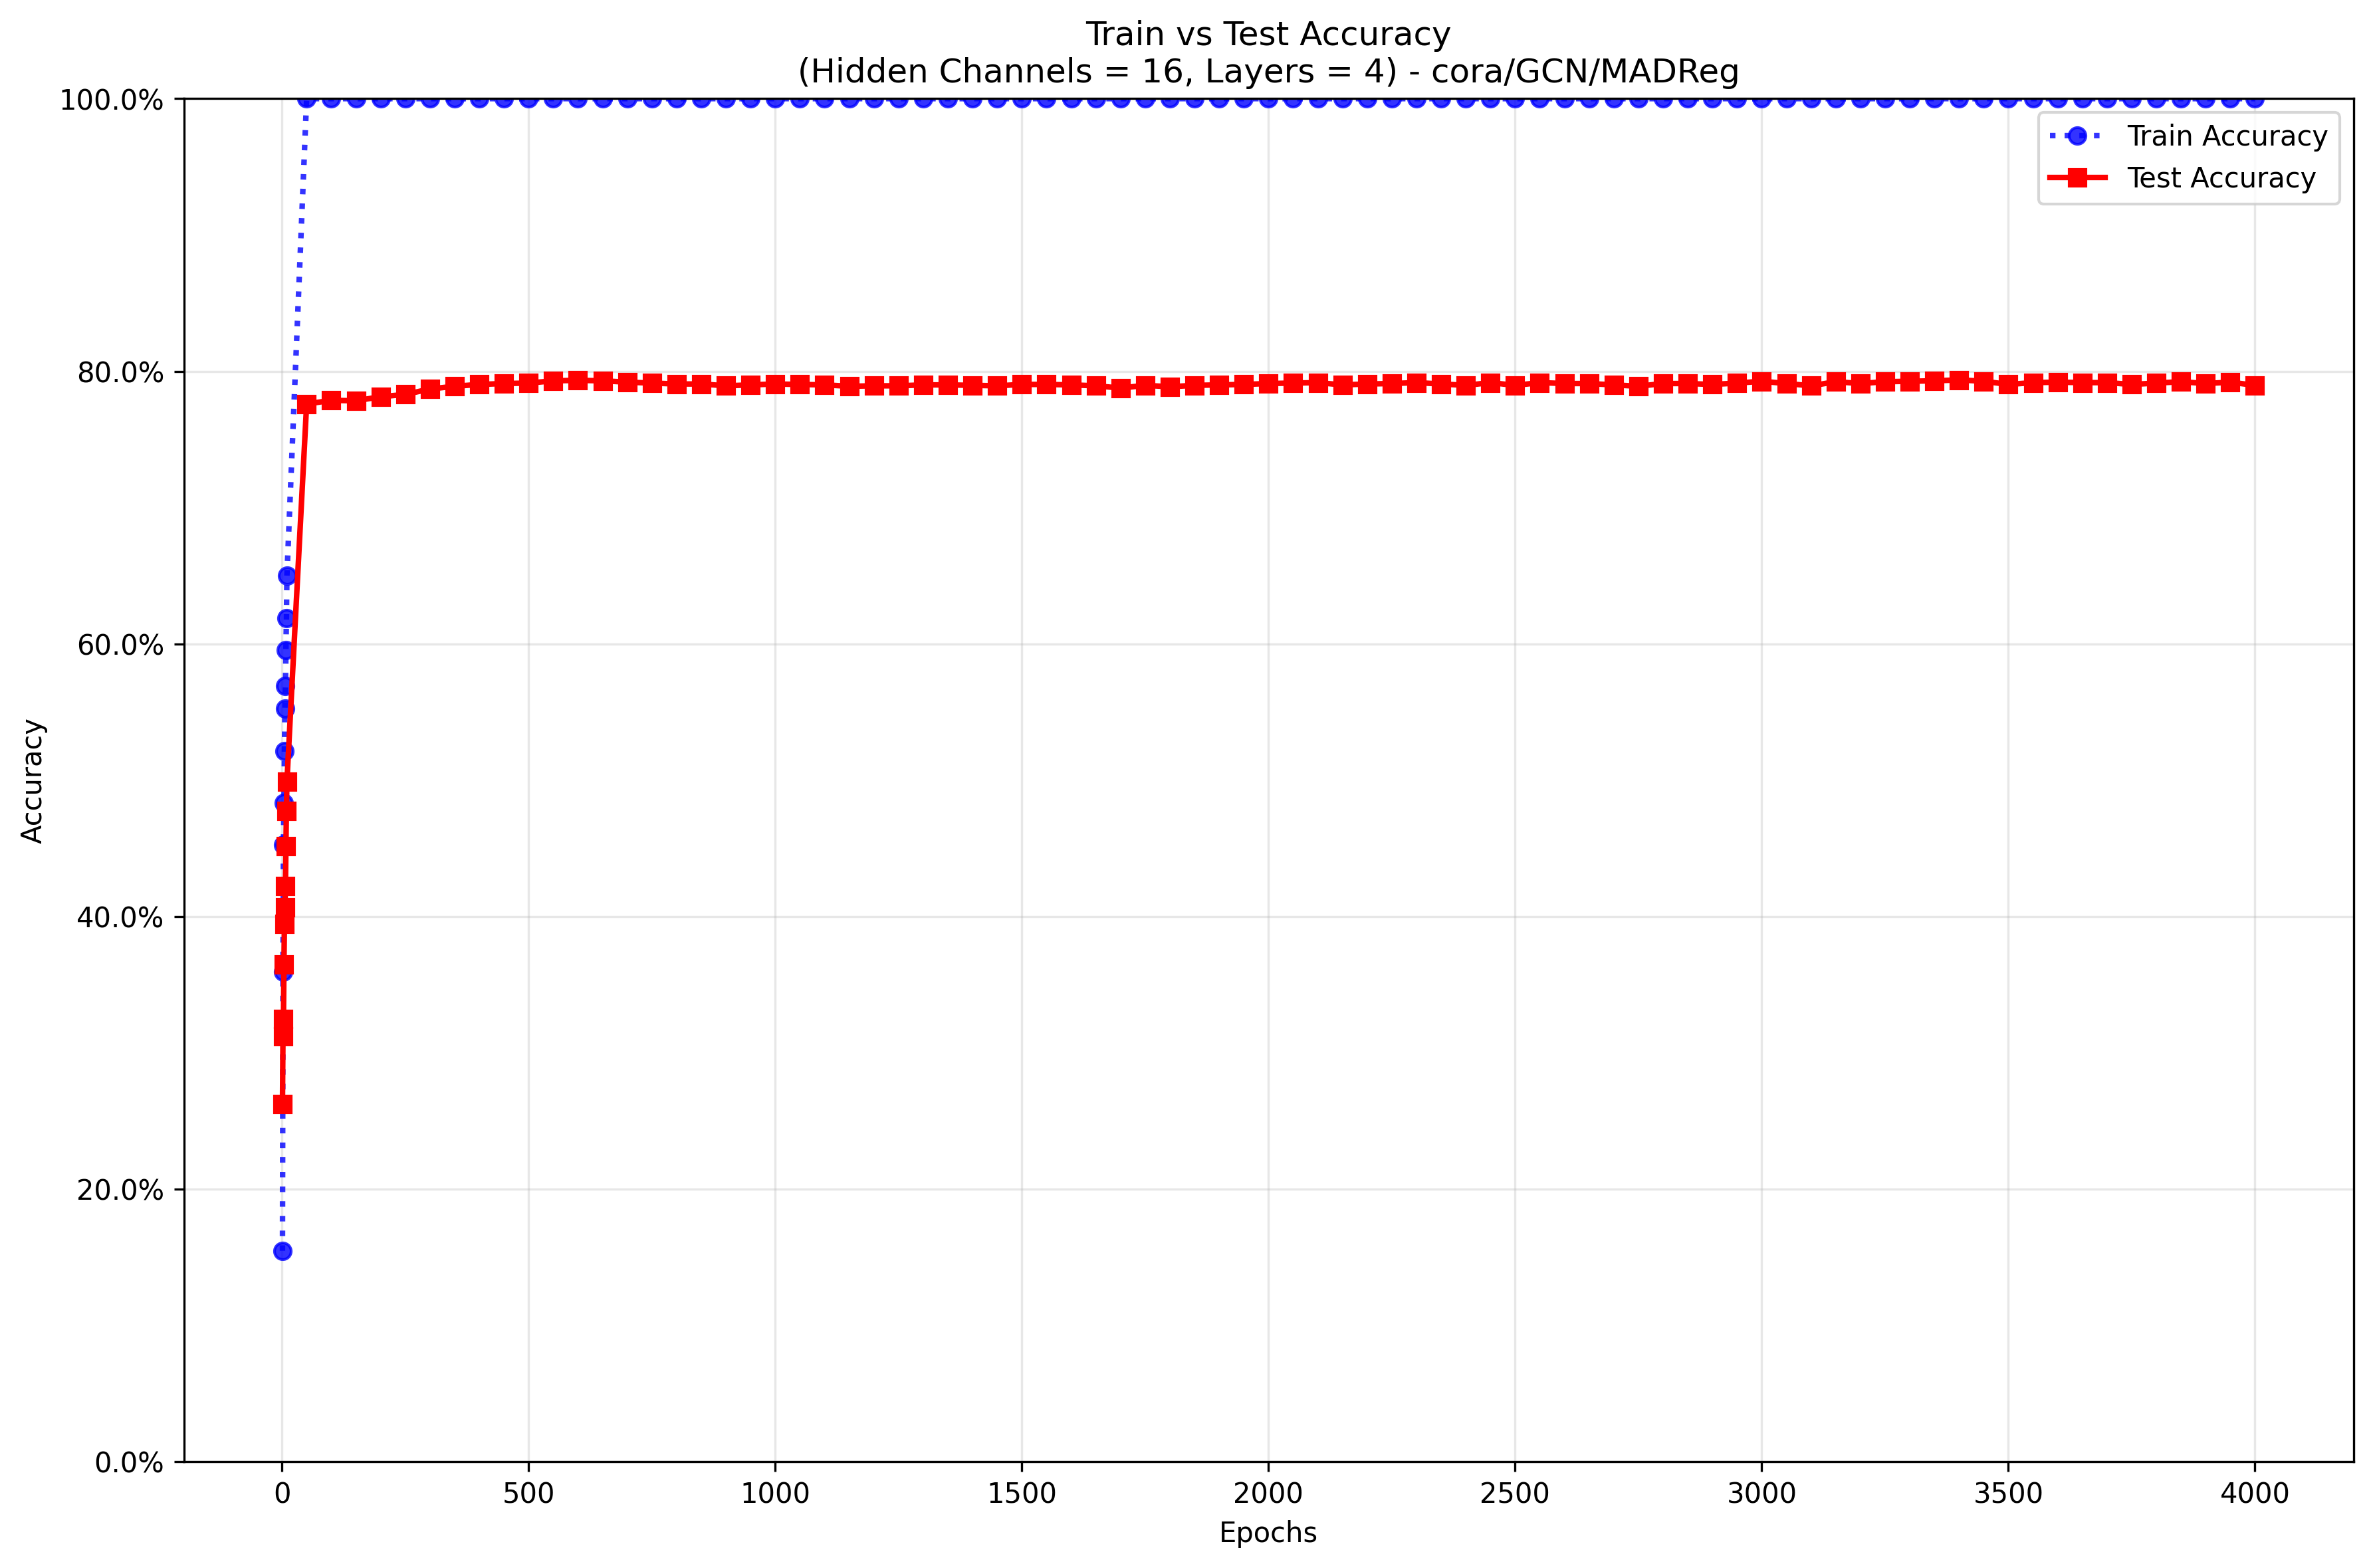 Train vs Test Accuracy
(Hidden Channels = 16, Layers = 4) - cora/GCN/MADReg
100.0%
80.0%
60.0%
40.0%
20.0%
0.0%
Accuracy
Train Accuracy
Test Accuracy
0 500 1000 1500 2000 2500 3000 3500 4000
Epochs